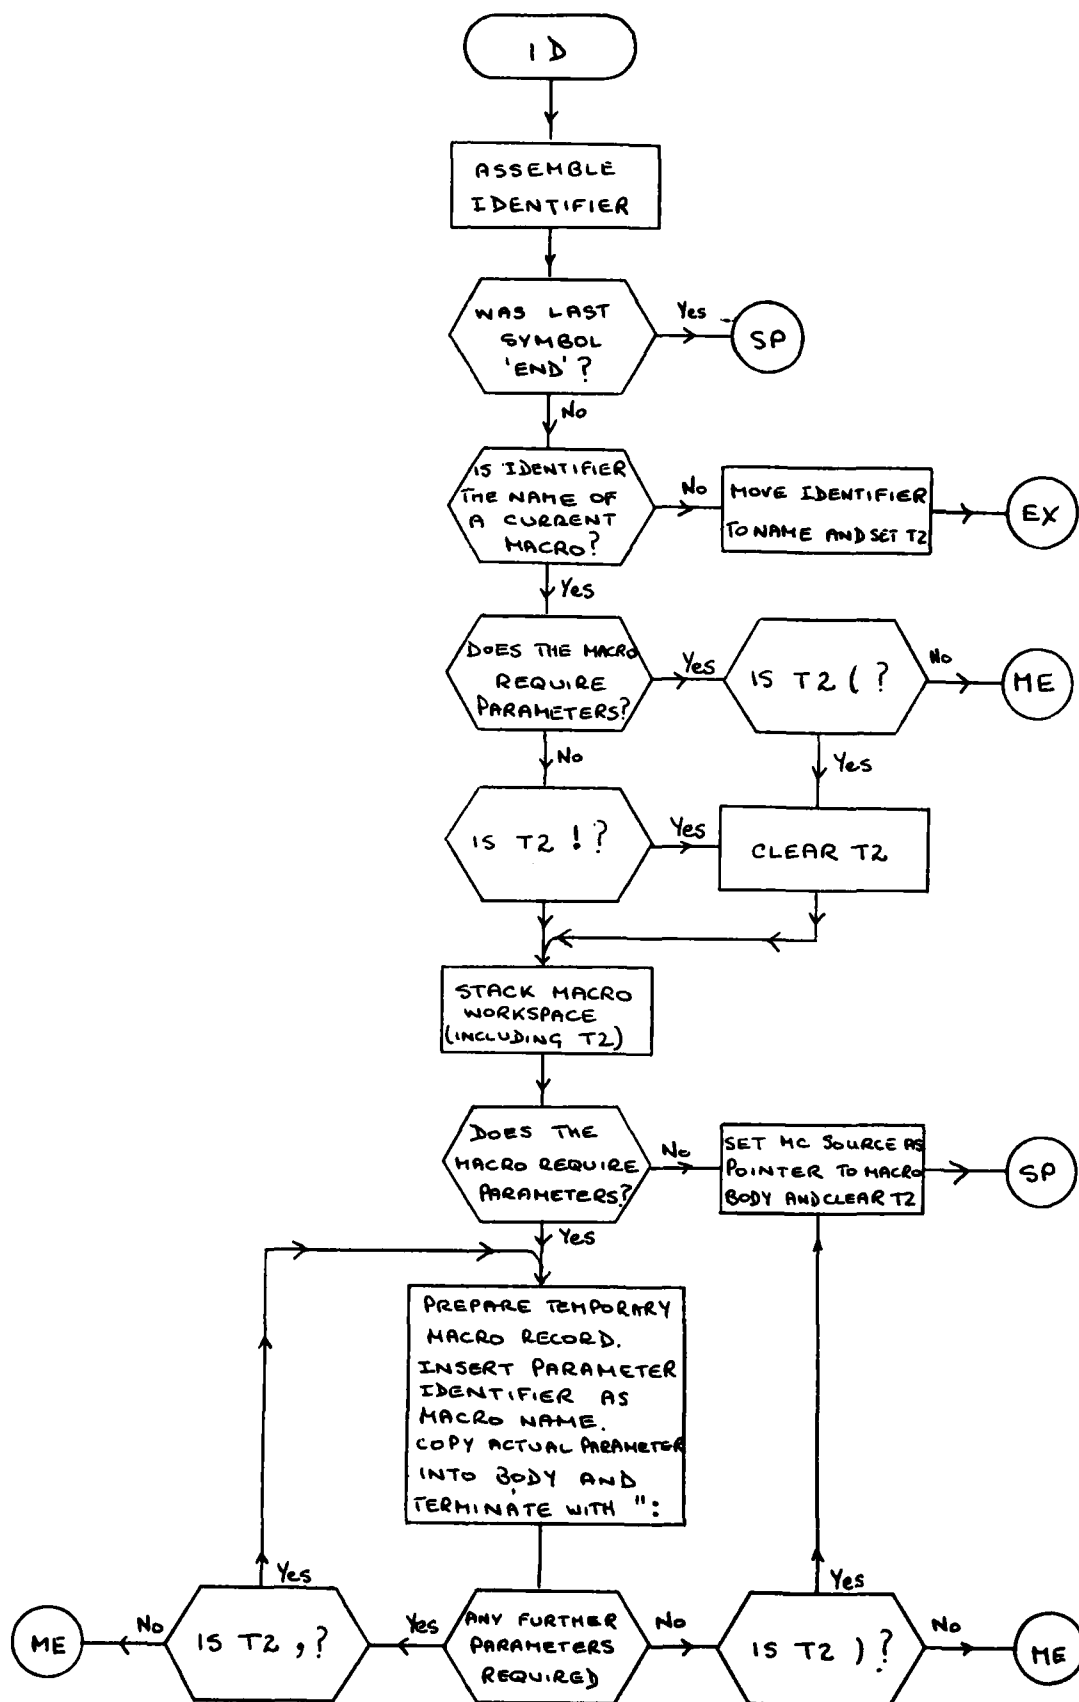 ID
ASSEMBLE
IDENTIFIER
WAS LAST
SYMBOL
'END'?
Yes
SP
No
IS IDENTIFIER
THE NAME OF
A CURRENT
MACRO?
No
MOVE IDENTIFIER
TO NAME AND SET T2
EX
Yes
DOES THE MACRO
REQUIRE
PARAMETERS?
Yes
IS T2 ( ?
No
ME
No
Yes
IS T2 ! ?
Yes
CLEAR T2
STACK MACRO
WORKSPACE
(INCLUDING T2)
DOES THE
MACRO REQUIRE
PARAMETERS?
No
SET MC SOURCE AS
POINTER TO MACRO
BODY AND CLEAR T2
SP
Yes
PREPARE TEMPORARY
MACRO RECORD.
INSERT PARAMETER
IDENTIFIER AS
MACRO NAME.
COPY ACTUAL PARAMETER
INTO BODY AND
TERMINATE WITH ":
Yes
Yes
ME
No
IS T2 , ?
Yes
ANY FURTHER
PARAMETERS
REQUIRED
No
IS T2 ) ?
No
ME